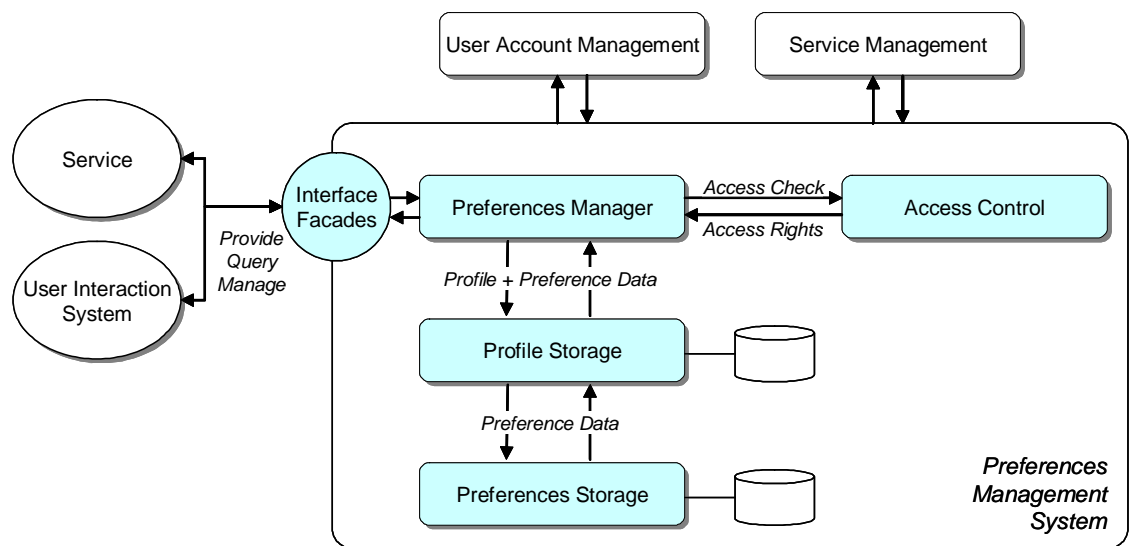 User Account Management
Service Management
Service
Interface
Facades
Preferences Manager
Access Check
Access Rights
Access Control
Provide
Query
Manage
User Interaction
System
Profile + Preference Data
Profile Storage
Preference Data
Preferences Storage
Preferences
Management
System